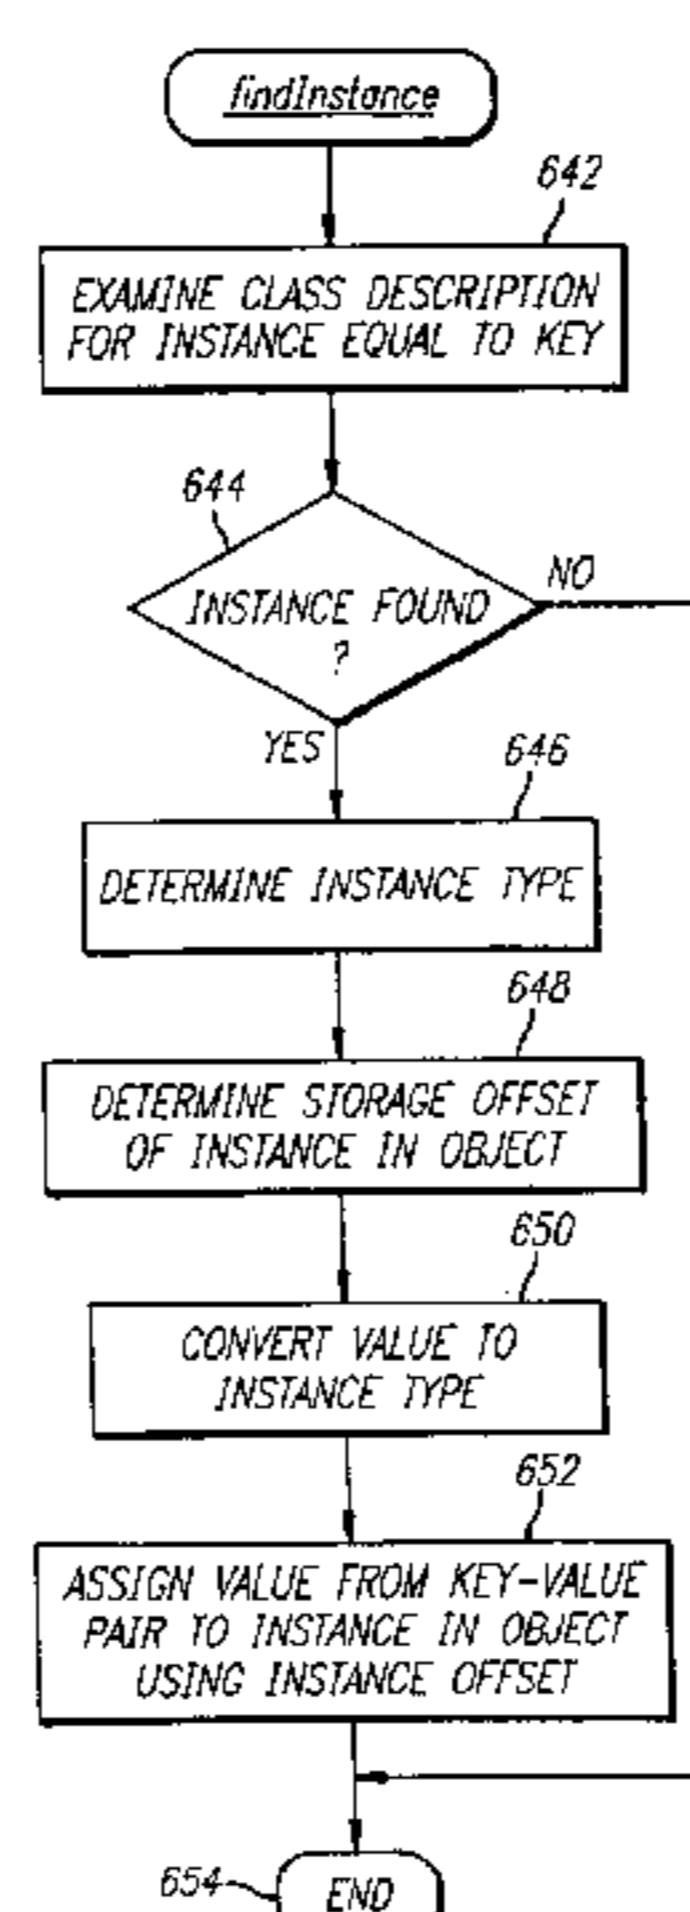 findInstance
642
EXAMINE CLASS DESCRIPTION
FOR INSTANCE EQUAL TO KEY
644
INSTANCE FOUND
?
NO
YES
646
DETERMINE INSTANCE TYPE
648
DETERMINE STORAGE OFFSET
OF INSTANCE IN OBJECT
650
CONVERT VALUE TO
INSTANCE TYPE
652
ASSIGN VALUE FROM KEY-VALUE
PAIR TO INSTANCE IN OBJECT
USING INSTANCE OFFSET
654
END